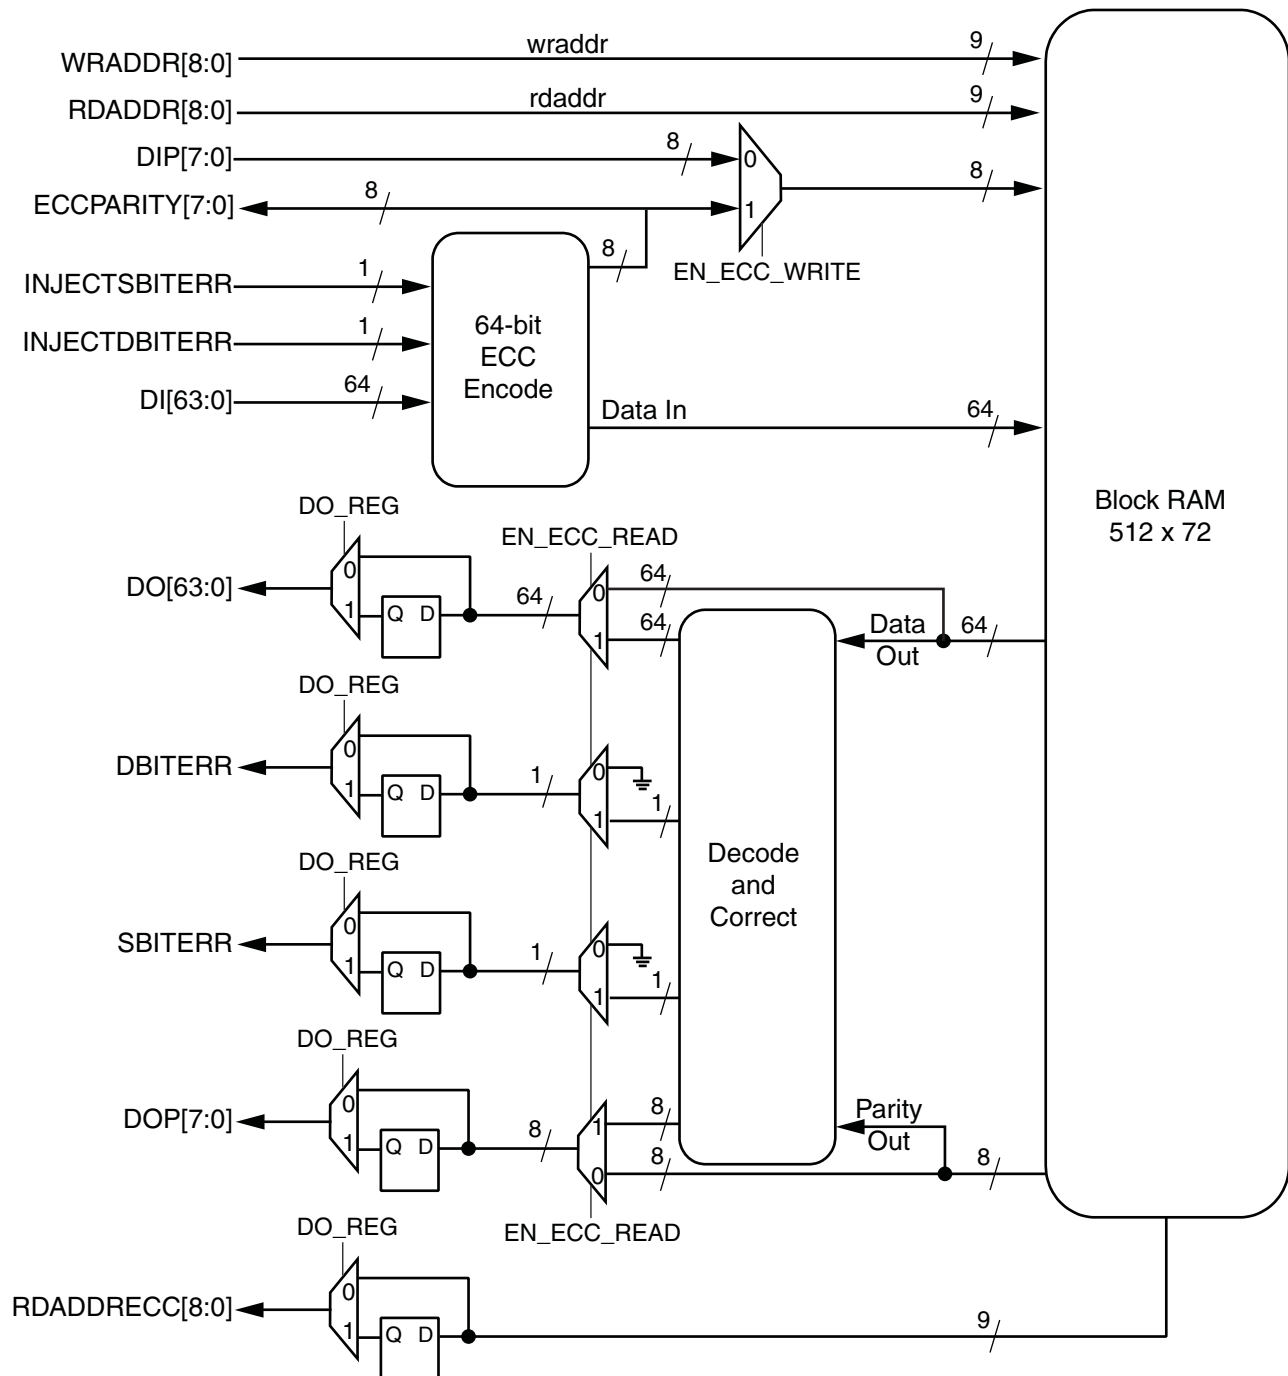 wraddr
9
WRADDR[8:0]
rdaddr
9
RDADDR[8:0]
DIP[7:0]
8
0
8
ECCPARITY[7:0]
8
1
8
EN_ECC_WRITE
INJECTSBITERR
1
INJECTDBITERR
1
64-bit
ECC
Encode
DI[63:0]
64
Data In
64
Block RAM
512 x 72
DO_REG
EN_ECC_READ
DO[63:0]
0
1
Q D
64
0
1
64
64
Data
Out
64
DO_REG
DBITERR
0
1
Q D
1
0
1
1
Decode
and
Correct
DO_REG
SBITERR
0
1
Q D
1
0
1
1
DO_REG
DOP[7:0]
0
1
Q D
8
1
0
8
8
Parity
Out
8
EN_ECC_READ
DO_REG
RDADDRECC[8:0]
0
1
Q D
9